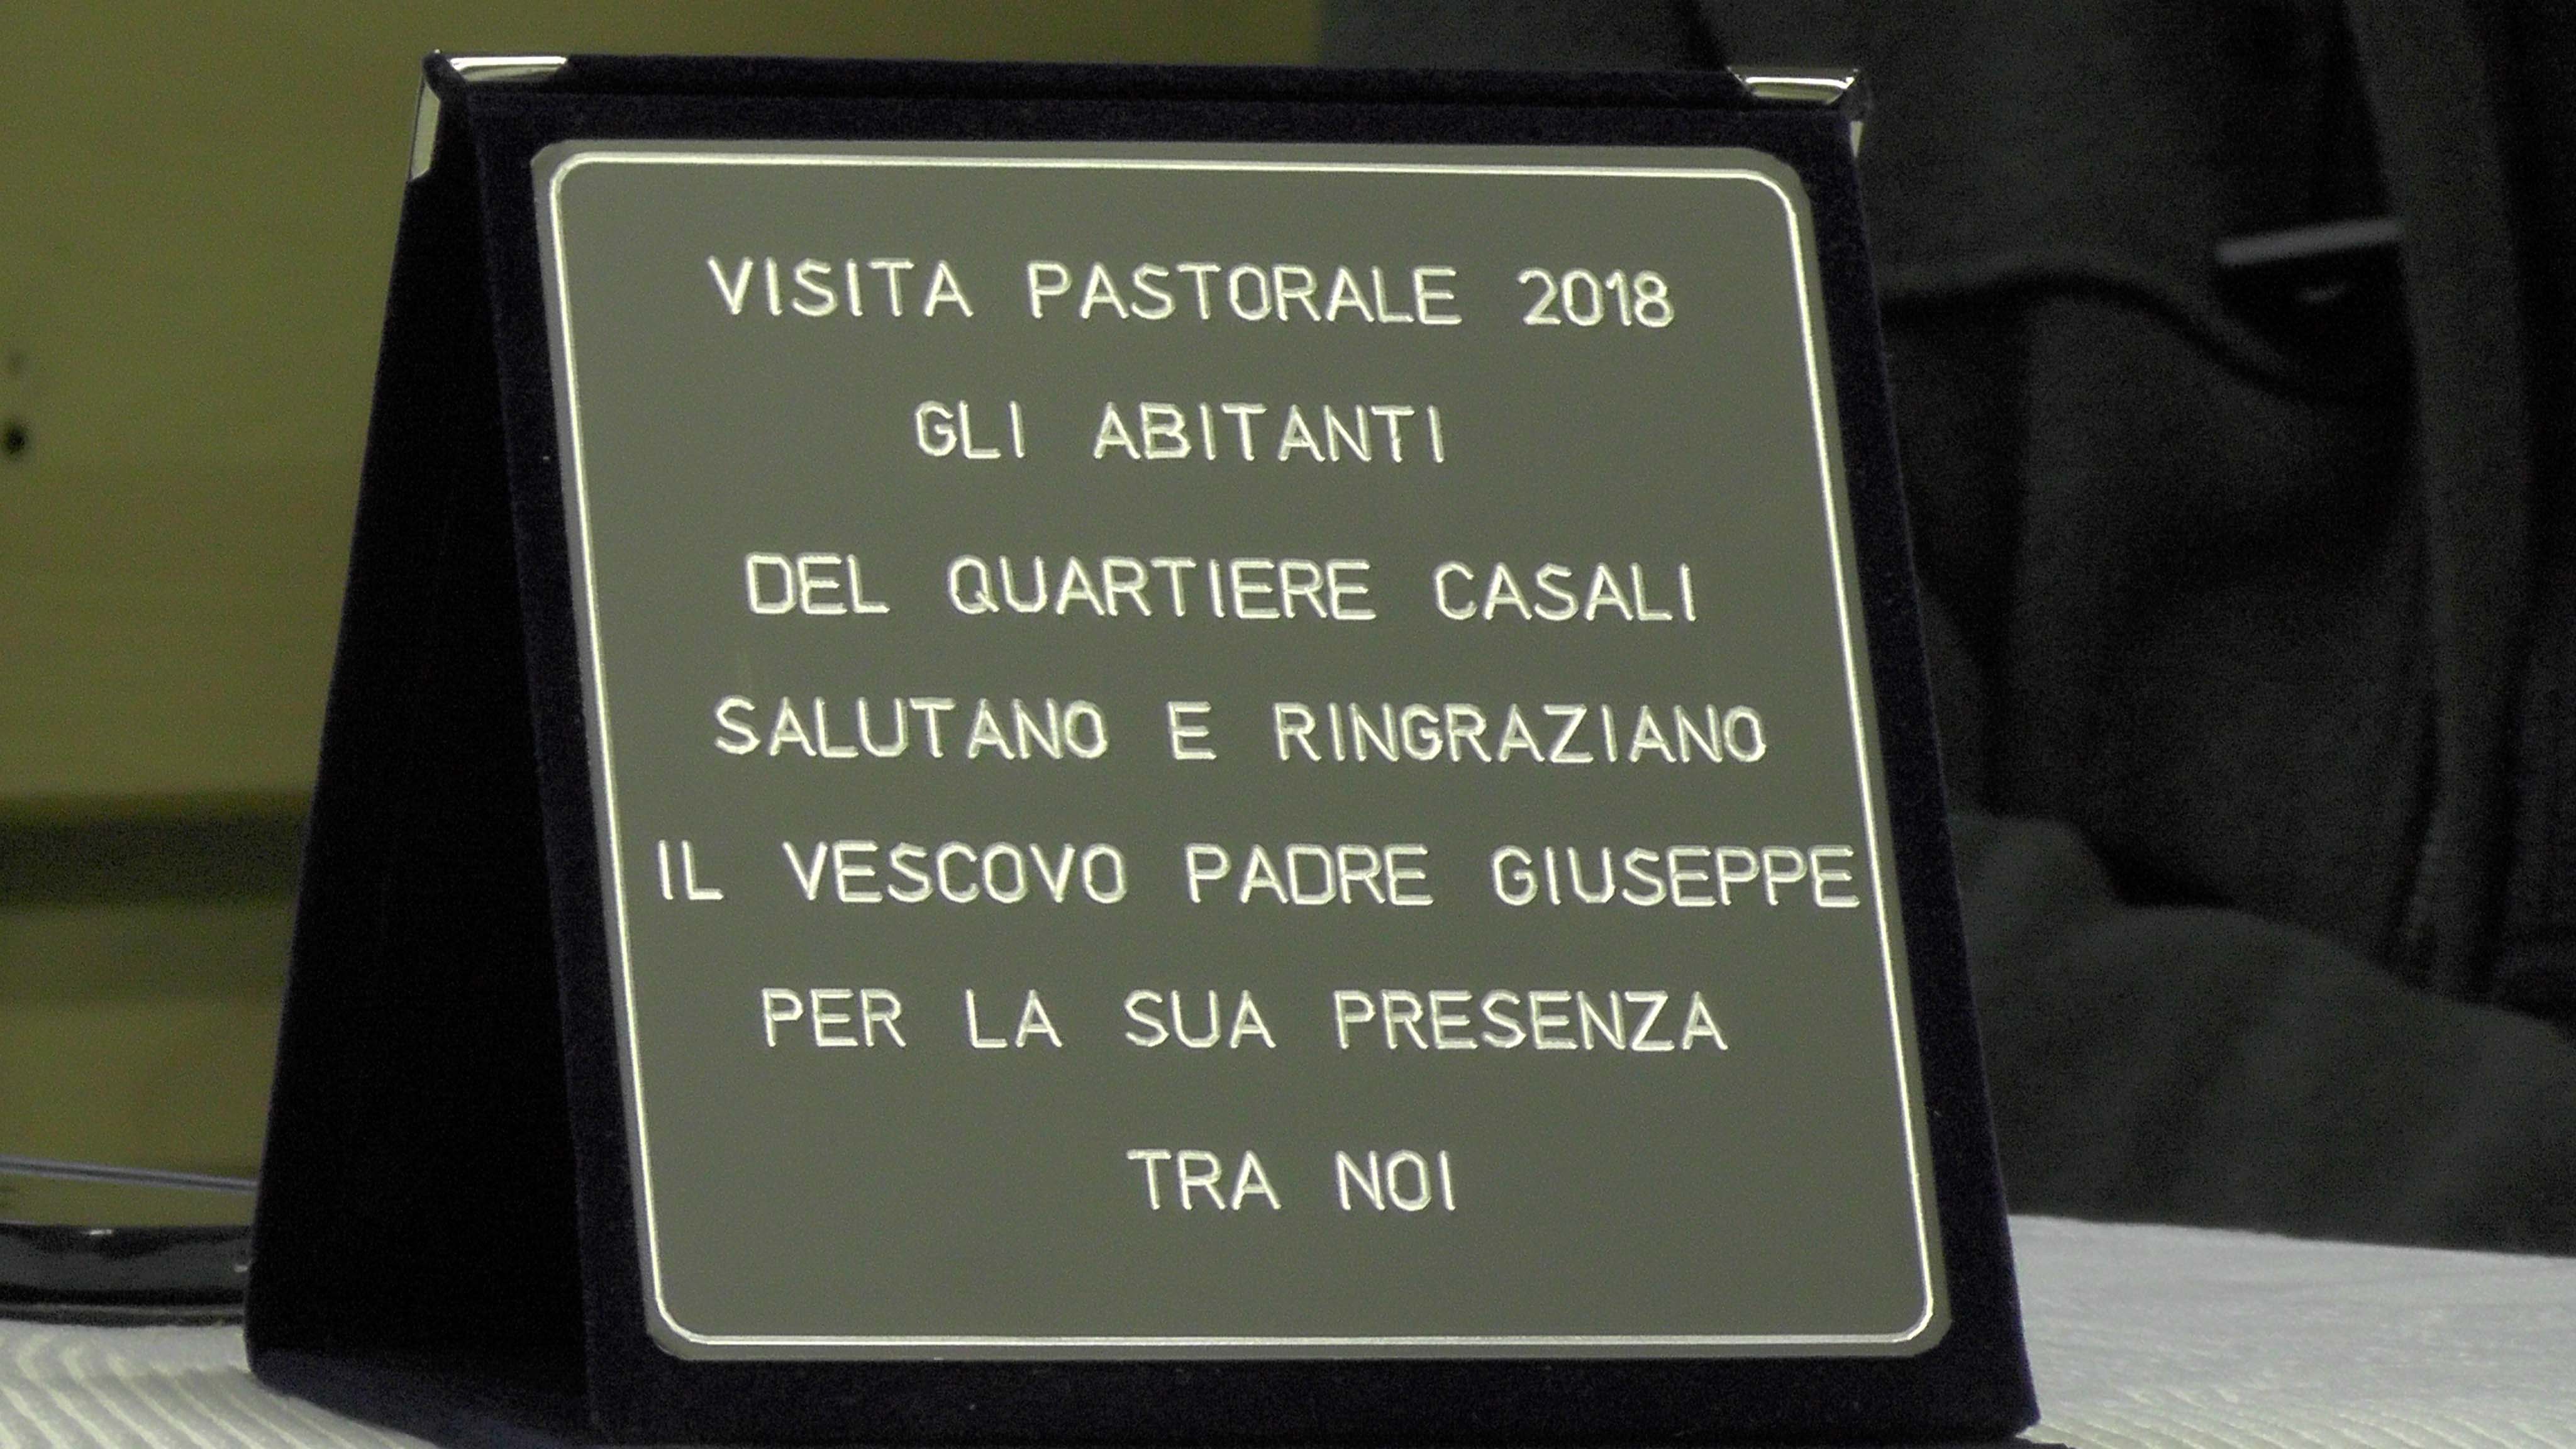 VISITA PASTORALE 2018
GLI ABITANTI
DEL QUARTIERE CASALI
SALUTANO E RINGRAZIANO
IL VESCOVO PADRE GIUSEPPE
PER LA SUA PRESENZA
TRA NOI